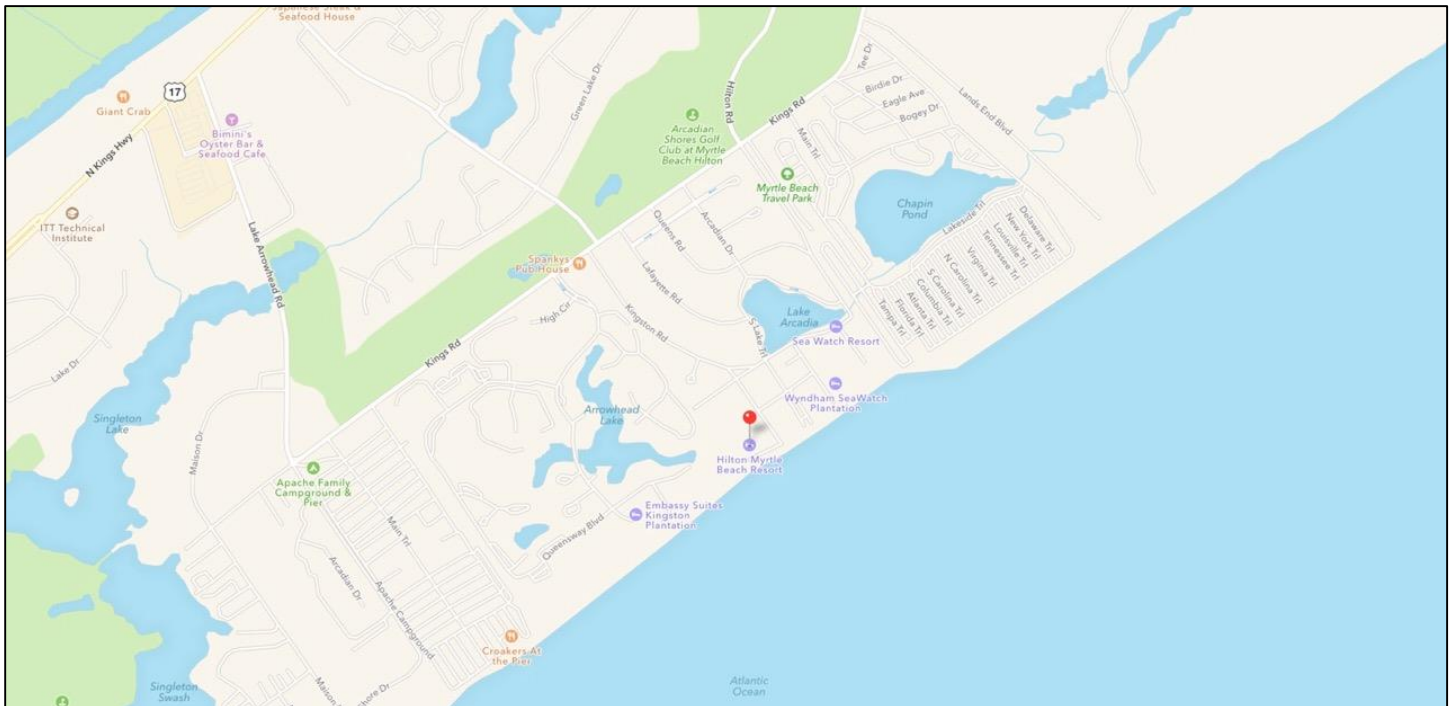 Japanese Steak &
Seafood House
17
Giant Crab
Bimini's
Oyster Bar &
Seafood Cafe
N Kings Hwy
ITT Technical
Institute
Lake Arrowhead Rd
Green Lake Dr
Hilton Rd
Kings Rd
Tee Dr
Birdie Dr
Eagle Ave
Bogey Dr
Lands End Blvd
Main Trl
Arcadian
Shores Golf
Club at Myrtle
Beach Hilton
Myrtle Beach
Travel Park
Chapin
Pond
Lakeside Trl
Delaware Trl
New York Trl
Louisville Trl
Tennessee Trl
Virginia Trl
N Carolina Trl
S Carolina Trl
Columbia Trl
Atlanta Trl
Florida Trl
Tampa Trl
Queens Rd
Arcadian Dr
Lafayette Rd
Spankys
Pub House
High Cir
Kingston Rd
Lake
Arcadia
S Lake Trl
Sea Watch Resort
Kings Rd
Lake Dr
Singleton
Lake
Maison Dr
Arrowhead
Lake
Wyndham SeaWatch
Plantation
Hilton Myrtle
Beach Resort
Apache Family
Campground &
Pier
Embassy Suites
Kingston
Plantation
Queensway Blvd
Main Trl
Arcadian Dr
Apache Campground
Croakers At
the Pier
Singleton
Swash
Maison
Shore Dr
Atlantic
Ocean